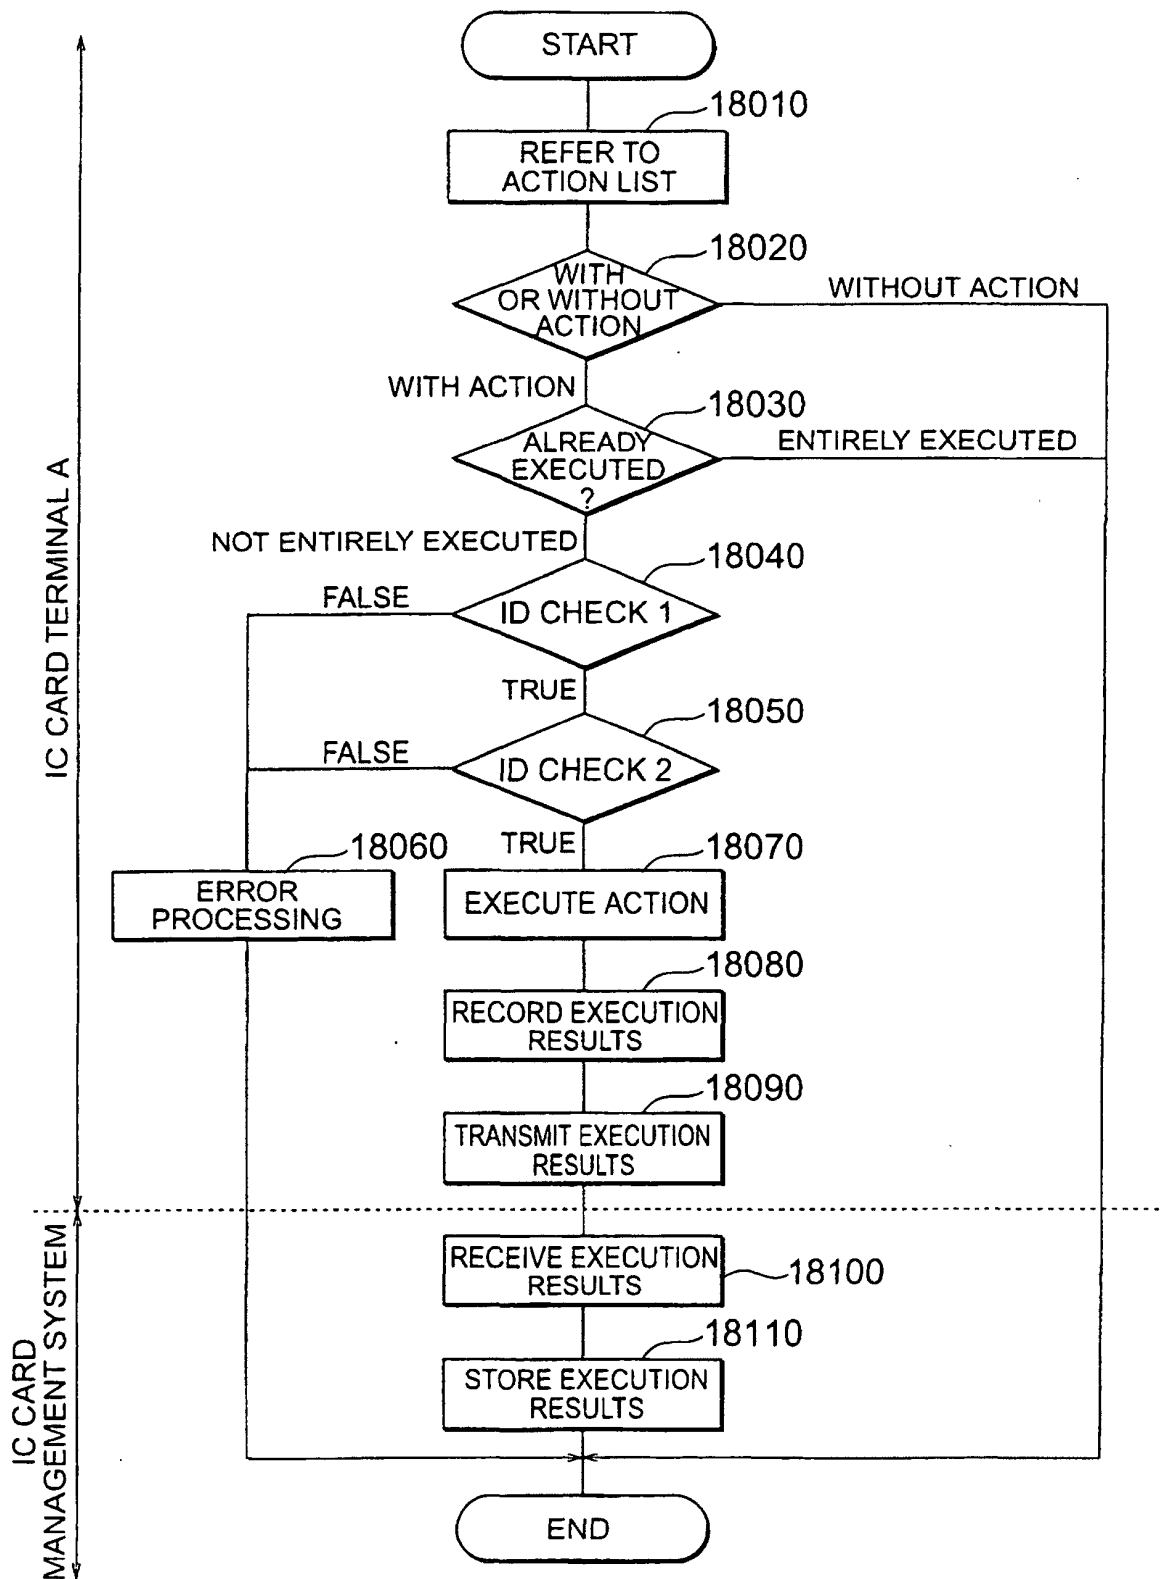 START
18010
REFER TO
ACTION LIST
18020
WITH
OR WITHOUT
ACTION
WITHOUT ACTION
WITH ACTION
18030
ALREADY
EXECUTED
?
ENTIRELY EXECUTED
NOT ENTIRELY EXECUTED
18040
FALSE
ID CHECK 1
TRUE
18050
FALSE
ID CHECK 2
TRUE
18060
ERROR
PROCESSING
18070
EXECUTE ACTION
18080
RECORD EXECUTION
RESULTS
18090
TRANSMIT EXECUTION
RESULTS
IC CARD TERMINAL A
RECEIVE EXECUTION
RESULTS
18100
18110
STORE EXECUTION
RESULTS
IC CARD
MANAGEMENT SYSTEM
END